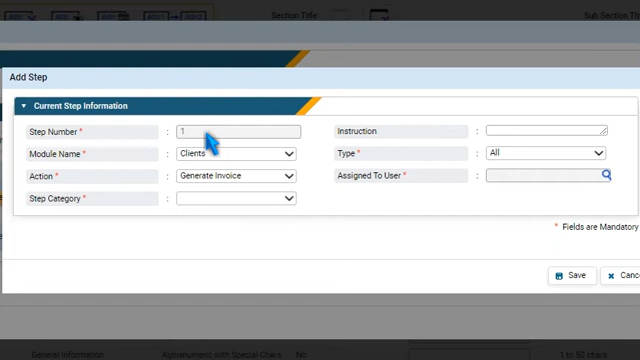 Section Title:
Sub Section Title
Add Step
Current Step Information
Step Number * : 1
Instruction :
Module Name * : Clients
Type * : All
Action * : Generate Invoice
Assigned To User * :
Step Category * :
* Fields are Mandatory
Save
Canc
General Information
Alphanumeric with Special Chars
No
1 to 50 chars